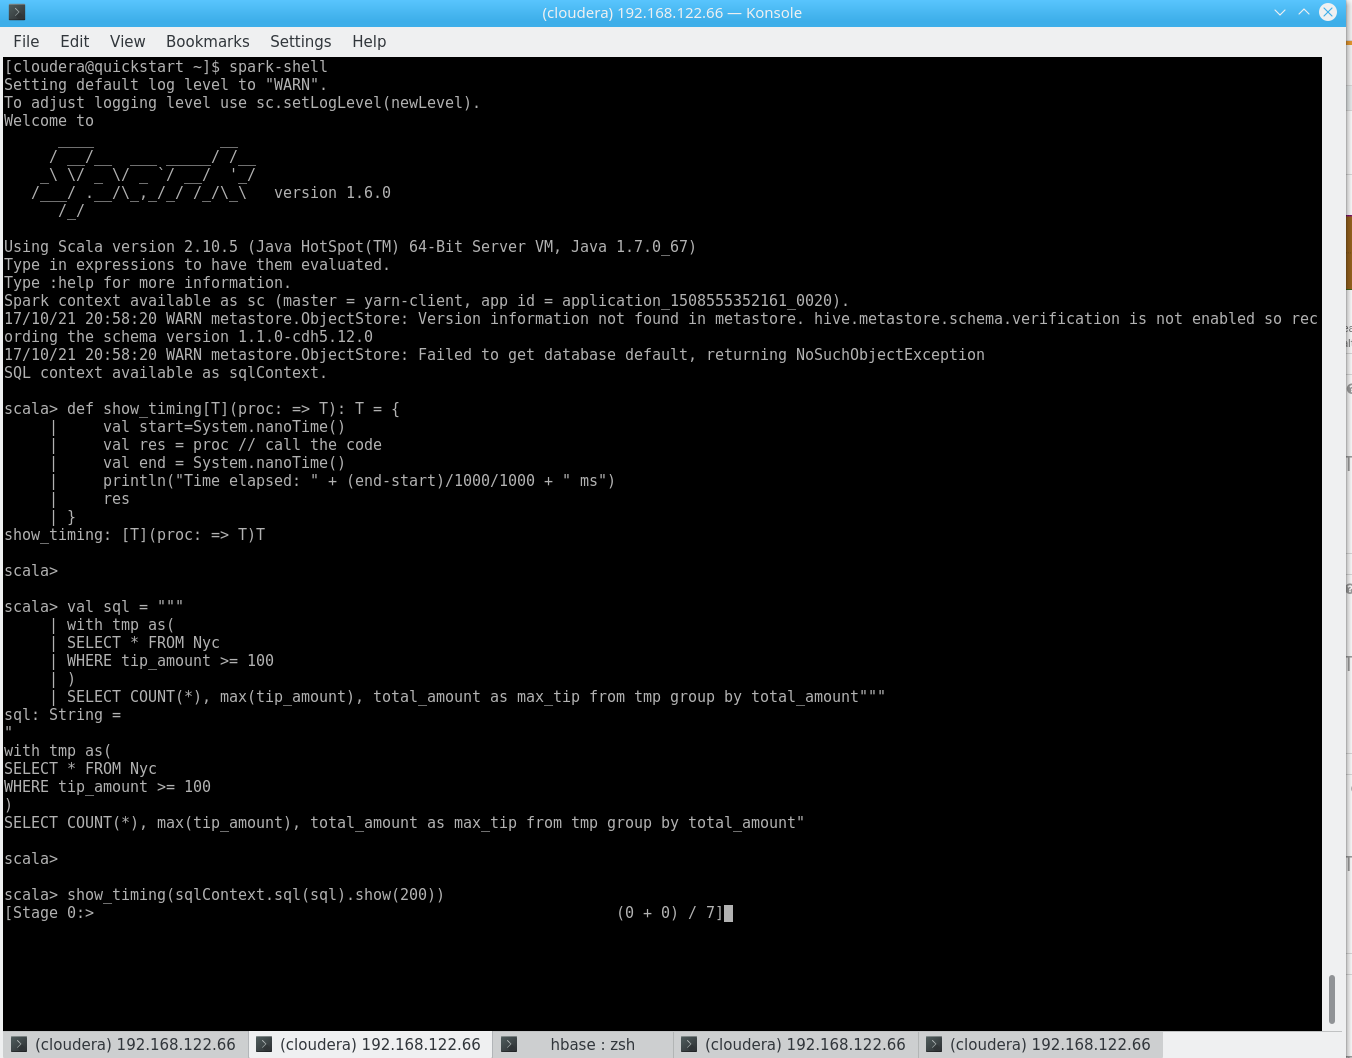 (cloudera) 192.168.122.66 — Konsole
File Edit View Bookmarks Settings Help
[cloudera@quickstart ~]$ spark-shell
Setting default log level to "WARN".
To adjust logging level use sc.setLogLevel(newLevel).
Welcome to
      ____              __
     / __/__  ___ _____/ /__
    _\ \/ _ \/ _ `/ __/  '_/
   /___/ .__/\_,_/_/ /_/\_\   version 1.6.0
      /_/
Using Scala version 2.10.5 (Java HotSpot(TM) 64-Bit Server VM, Java 1.7.0_67)
Type in expressions to have them evaluated.
Type :help for more information.
Spark context available as sc (master = yarn-client, app id = application_1508555352161_0020).
17/10/21 20:58:20 WARN metastore.ObjectStore: Version information not found in metastore. hive.metastore.schema.verification is not enabled so rec
ording the schema version 1.1.0-cdh5.12.0
17/10/21 20:58:20 WARN metastore.ObjectStore: Failed to get database default, returning NoSuchObjectException
SQL context available as sqlContext.
scala> def show_timing[T](proc: => T): T = {
     |     val start=System.nanoTime()
     |     val res = proc // call the code
     |     val end = System.nanoTime()
     |     println("Time elapsed: " + (end-start)/1000/1000 + " ms")
     |     res
     | }
show_timing: [T](proc: => T)T
scala>
scala> val sql = """
     | with tmp as(
     | SELECT * FROM Nyc
     | WHERE tip_amount >= 100
     | )
     | SELECT COUNT(*), max(tip_amount), total_amount as max_tip from tmp group by total_amount"""
sql: String =
"
with tmp as(
SELECT * FROM Nyc
WHERE tip_amount >= 100
)
SELECT COUNT(*), max(tip_amount), total_amount as max_tip from tmp group by total_amount"
scala>
scala> show_timing(sqlContext.sql(sql).show(200))
[Stage 0:>                                                          (0 + 0) / 7]
(cloudera) 192.168.122.66 (cloudera) 192.168.122.66 hbase : zsh (cloudera) 192.168.122.66 (cloudera) 192.168.122.66